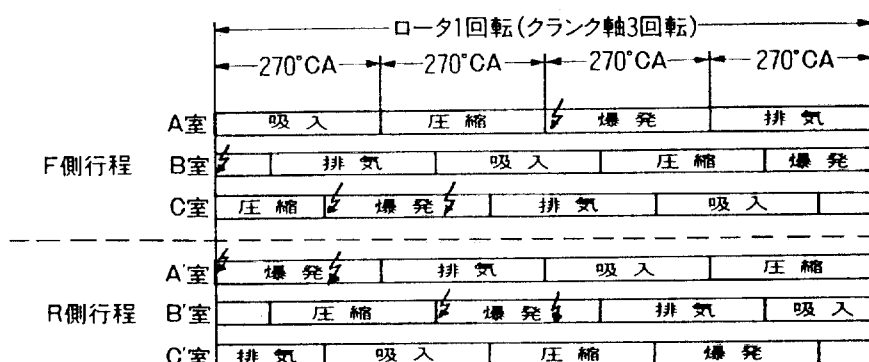 ロータ1回転(クランク軸3回転)
270°CA 270°CA 270°CA 270°CA
A室 吸入 圧縮 爆発 排気
F側行程 B室 排気 吸入 圧縮 爆発
C室 圧縮 爆発 排気 吸入
A'室 爆発 排気 吸入 圧縮
R側行程 B'室 圧縮 爆発 排気 吸入
C'室 排気 吸入 圧縮 爆発